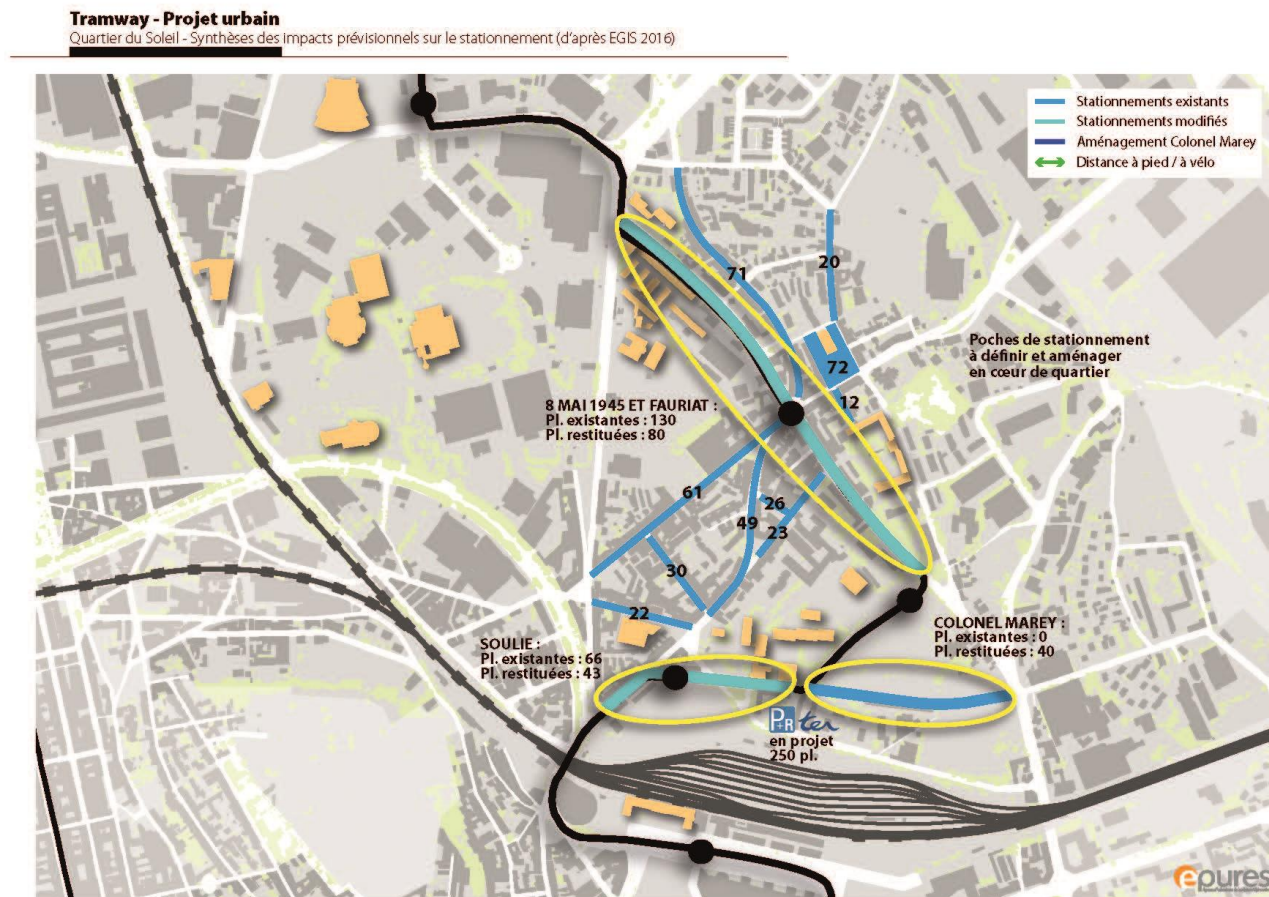 Tramway - Projet urbain
Quartier du Soleil - Synthèses des impacts prévisionnels sur le stationnement (d'après EGIS 2016)
Stationnements existants
Stationnements modifiés
Aménagement Colonel Marey
Distance à pied / à vélo
71
20
Poches de stationnement
à définir et aménager
en cœur de quartier
72
12
8 MAI 1945 ET FAURIAT :
Pl. existantes : 130
Pl. restituées : 80
61
26
49
23
30
22
COLONEL MAREY :
Pl. existantes : 0
Pl. restituées : 40
SOULIE :
Pl. existantes : 66
Pl. restituées : 43
P+R ter
en projet
250 pl.
epures